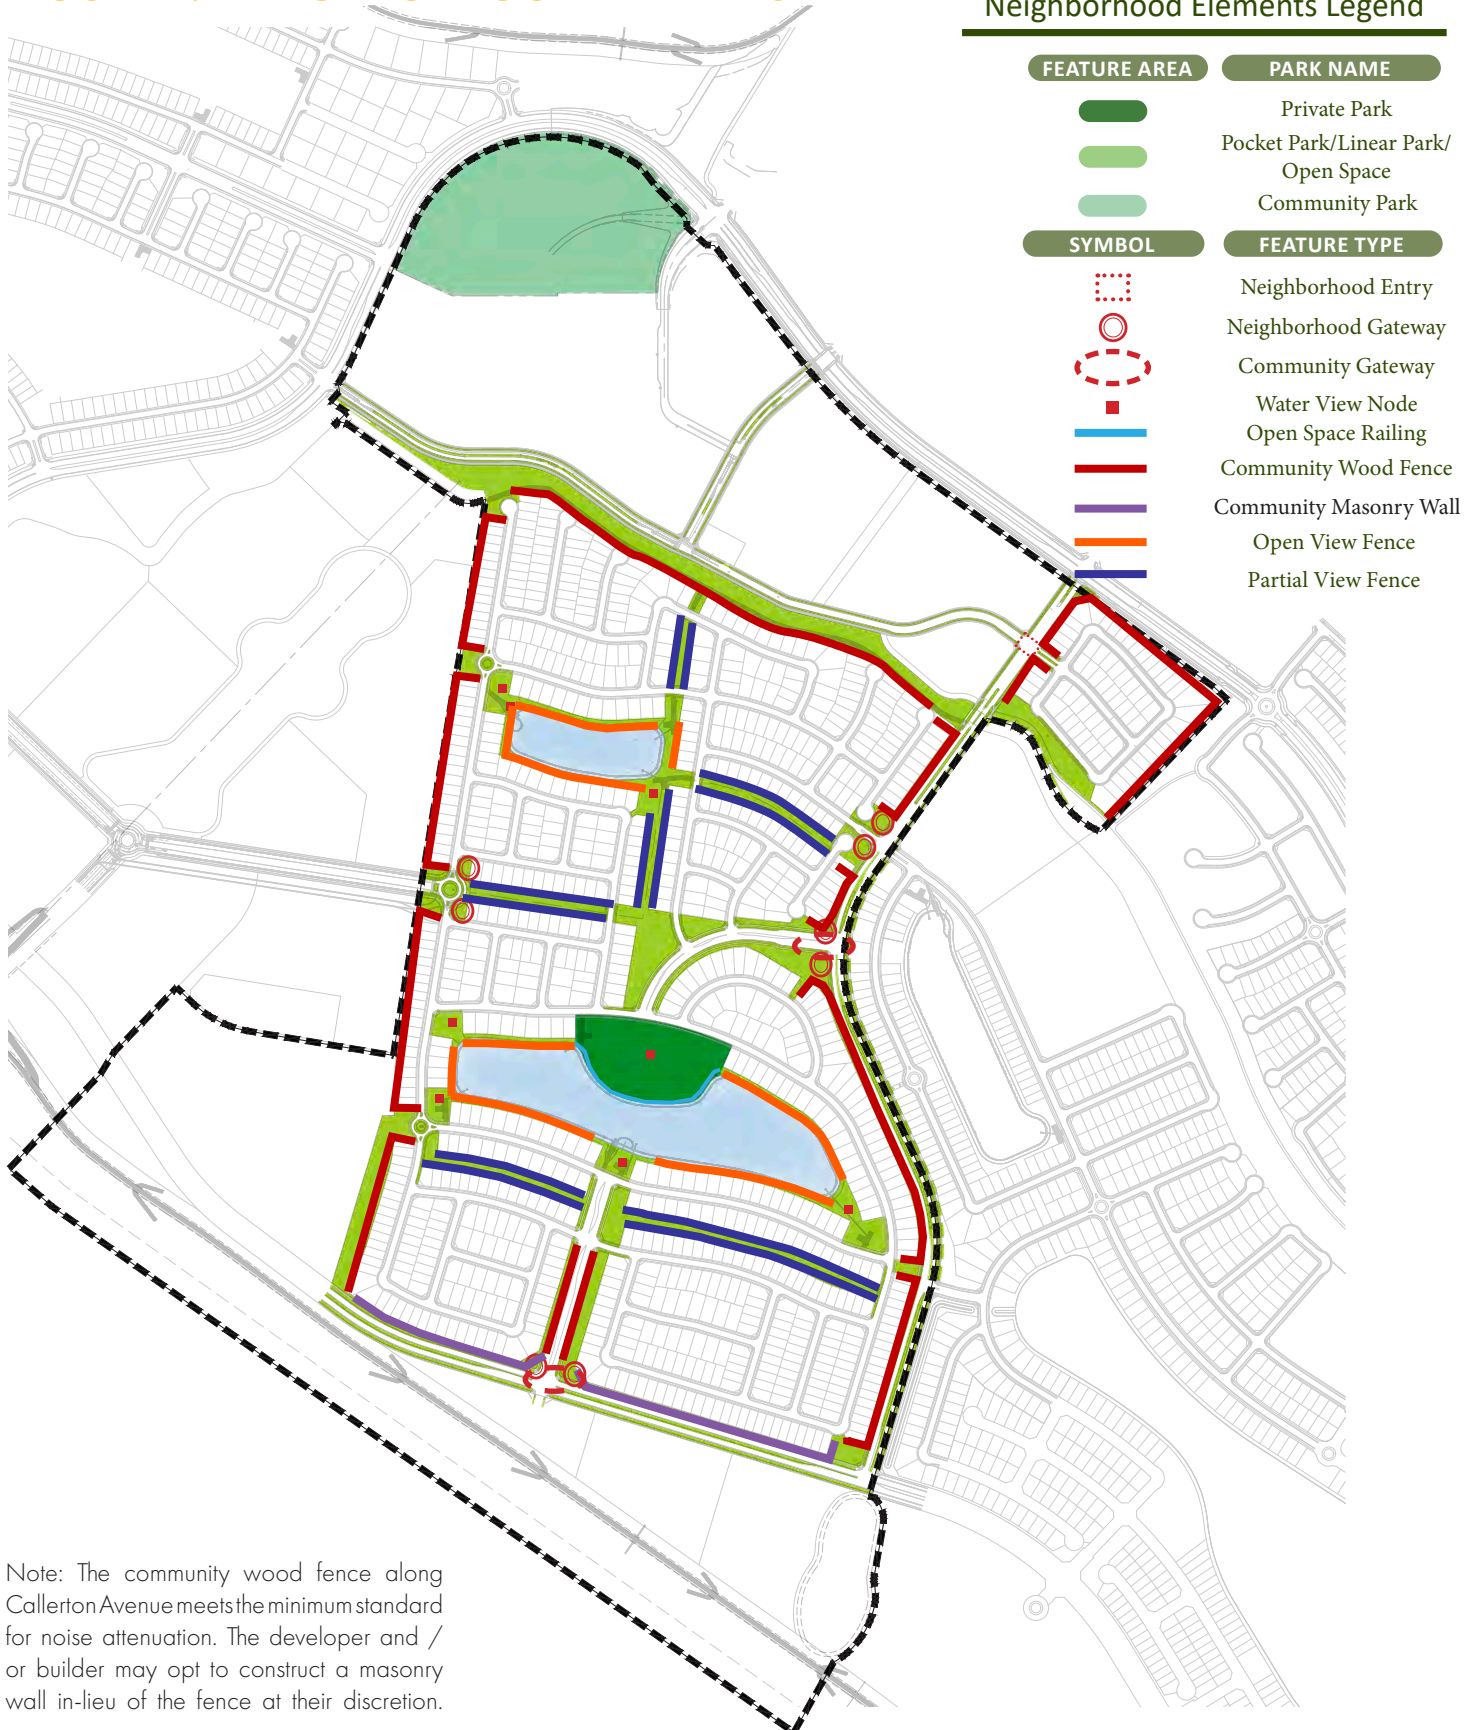 Neighborhood Elements Legend
FEATURE AREA PARK NAME
Private Park
Pocket Park/Linear Park/
Open Space
Community Park
SYMBOL FEATURE TYPE
Neighborhood Entry
Neighborhood Gateway
Community Gateway
Water View Node
Open Space Railing
Community Wood Fence
Community Masonry Wall
Open View Fence
Partial View Fence
Note: The community wood fence along
Callerton Avenue meets the minimum standard
for noise attenuation. The developer and /
or builder may opt to construct a masonry
wall in-lieu of the fence at their discretion.